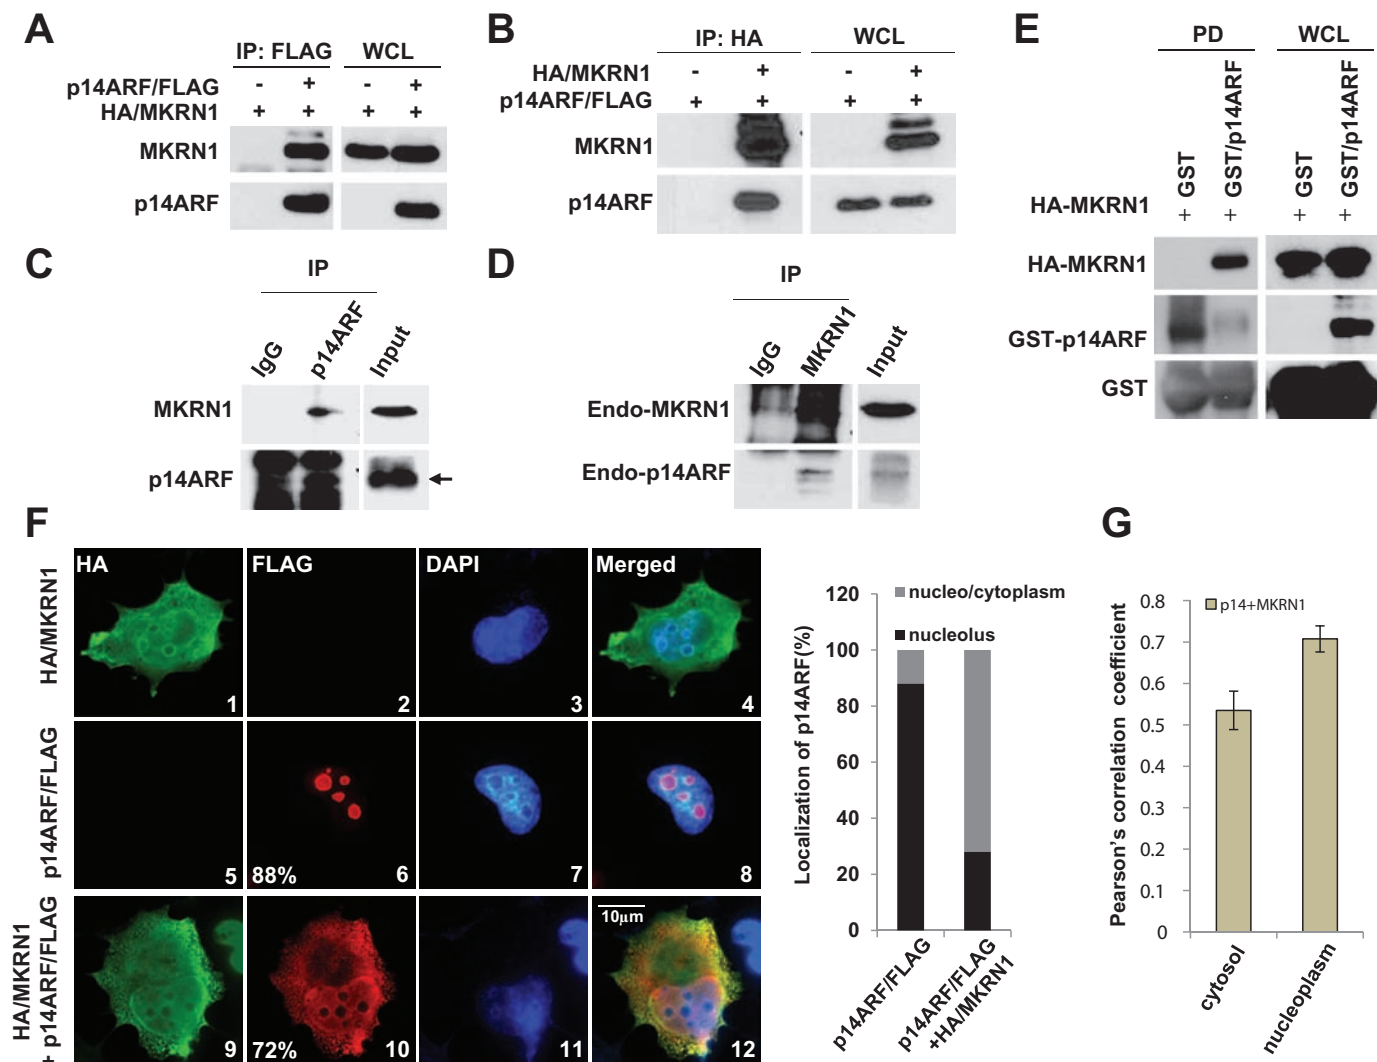 A
IP: FLAG WCL
p14ARF/FLAG - + - +
HA/MKRN1 + + + +
MKRN1
p14ARF
B
IP: HA WCL
HA/MKRN1 - + - +
p14ARF/FLAG + + + +
MKRN1
p14ARF
E
PD WCL
GST GST/p14ARF GST GST/p14ARF
HA-MKRN1 + + + +
HA-MKRN1
GST-p14ARF
GST
C
IP
IgG p14ARF Input
MKRN1
p14ARF
D
IP
IgG MKRN1 Input
Endo-MKRN1
Endo-p14ARF
F
HA FLAG DAPI Merged
HA/MKRN1
1 2 3 4
p14ARF/FLAG
5 88% 6 7 8
HA/MKRN1
+ p14ARF/FLAG
10μm
9 72% 10 11 12
Localization of p14ARF(%)
120
100
80
60
40
20
0
nucleo/cytoplasm
nucleolus
p14ARF/FLAG
p14ARF/FLAG
+HA/MKRN1
G
Pearson's correlation coefficient
0.8
0.7
0.6
0.5
0.4
0.3
0.2
0.1
0
p14+MKRN1
cytosol
nucleoplasm